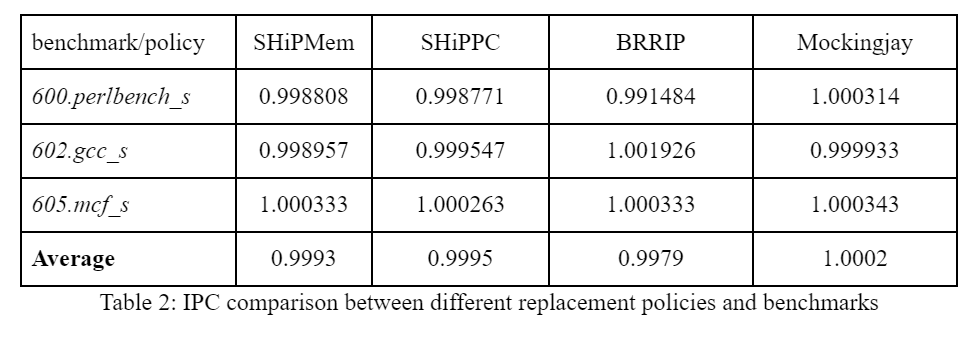 benchmark/policy SHiPMem SHiPPC BRRIP Mockingjay
600.perlbench_s 0.998808 0.998771 0.991484 1.000314
602.gcc_s 0.998957 0.999547 1.001926 0.999933
605.mcf_s 1.000333 1.000263 1.000333 1.000343
Average 0.9993 0.9995 0.9979 1.0002
Table 2: IPC comparison between different replacement policies and benchmarks